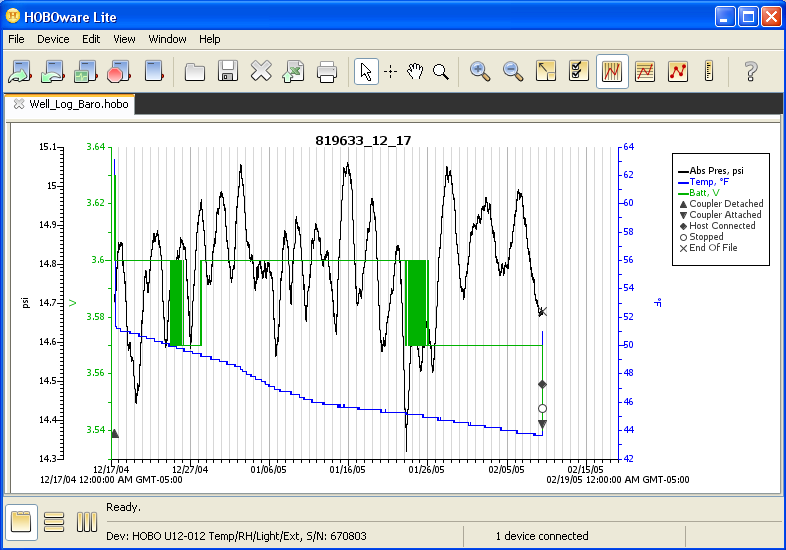 HOBOware Lite
File Device Edit View Window Help
Well_Log_Baro.hobo
819633_12_17
15.1 3.64 64
15 3.62 62
14.9 60
14.8 3.6 58
14.7 3.58 56
14.6 3.56 54
14.5 3.54 52
14.4 50
14.3 48
46
44
42
psi V °F
Abs Pres, psi
Temp, °F
Batt, V
Coupler Detached
Coupler Attached
Host Connected
Stopped
End Of File
12/17/04 12/27/04 01/06/05 01/16/05 01/26/05 02/05/05 02/15/05
12/17/04 12:00:00 AM GMT-05:00 02/19/05 12:00:00 AM GMT-05:00
Ready.
Dev: HOBO U12-012 Temp/RH/Light/Ext, S/N: 670803 1 device connected